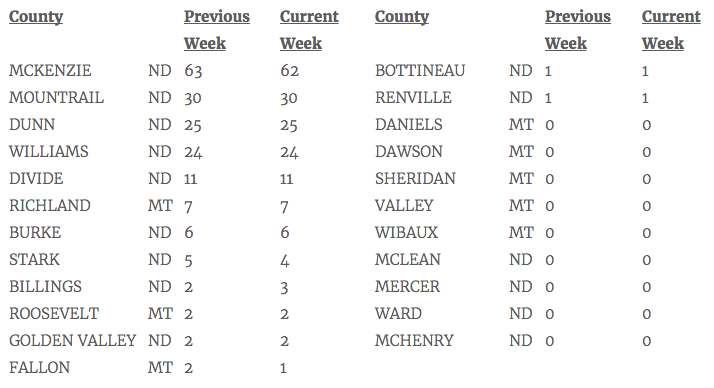 County Previous Week Current Week County Previous Week Current Week
MCKENZIE ND 63 62 BOTTINEAU ND 1 1
MOUNTRAIL ND 30 30 RENVILLE ND 1 1
DUNN ND 25 25 DANIELS MT 0 0
WILLIAMS ND 24 24 DAWSON MT 0 0
DIVIDE ND 11 11 SHERIDAN MT 0 0
RICHLAND MT 7 7 VALLEY MT 0 0
BURKE ND 6 6 WIBAUX MT 0 0
STARK ND 5 4 MCLEAN ND 0 0
BILLINGS ND 2 3 MERCER ND 0 0
ROOSEVELT MT 2 2 WARD ND 0 0
GOLDEN VALLEY ND 2 2 MCHENRY ND 0 0
FALLON MT 2 1